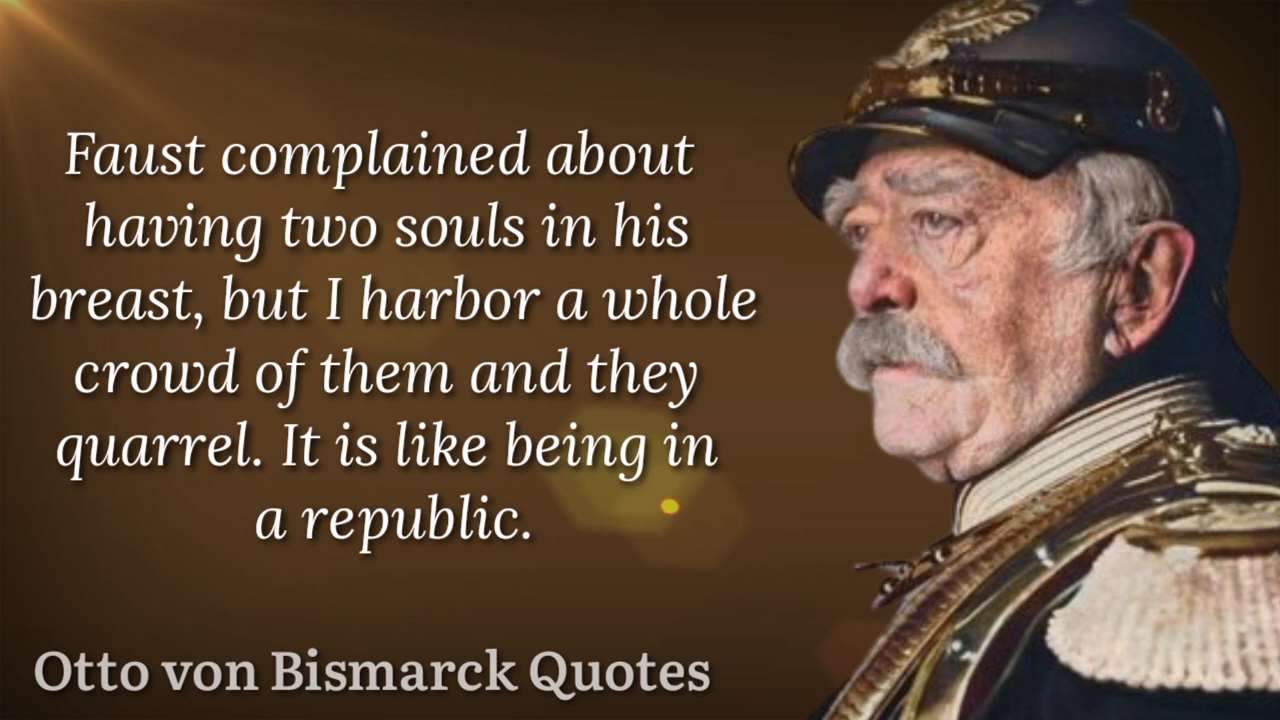 Faust complained about
having two souls in his
breast, but I harbor a whole
crowd of them and they
quarrel. It is like being in
a republic.
Otto von Bismarck Quotes